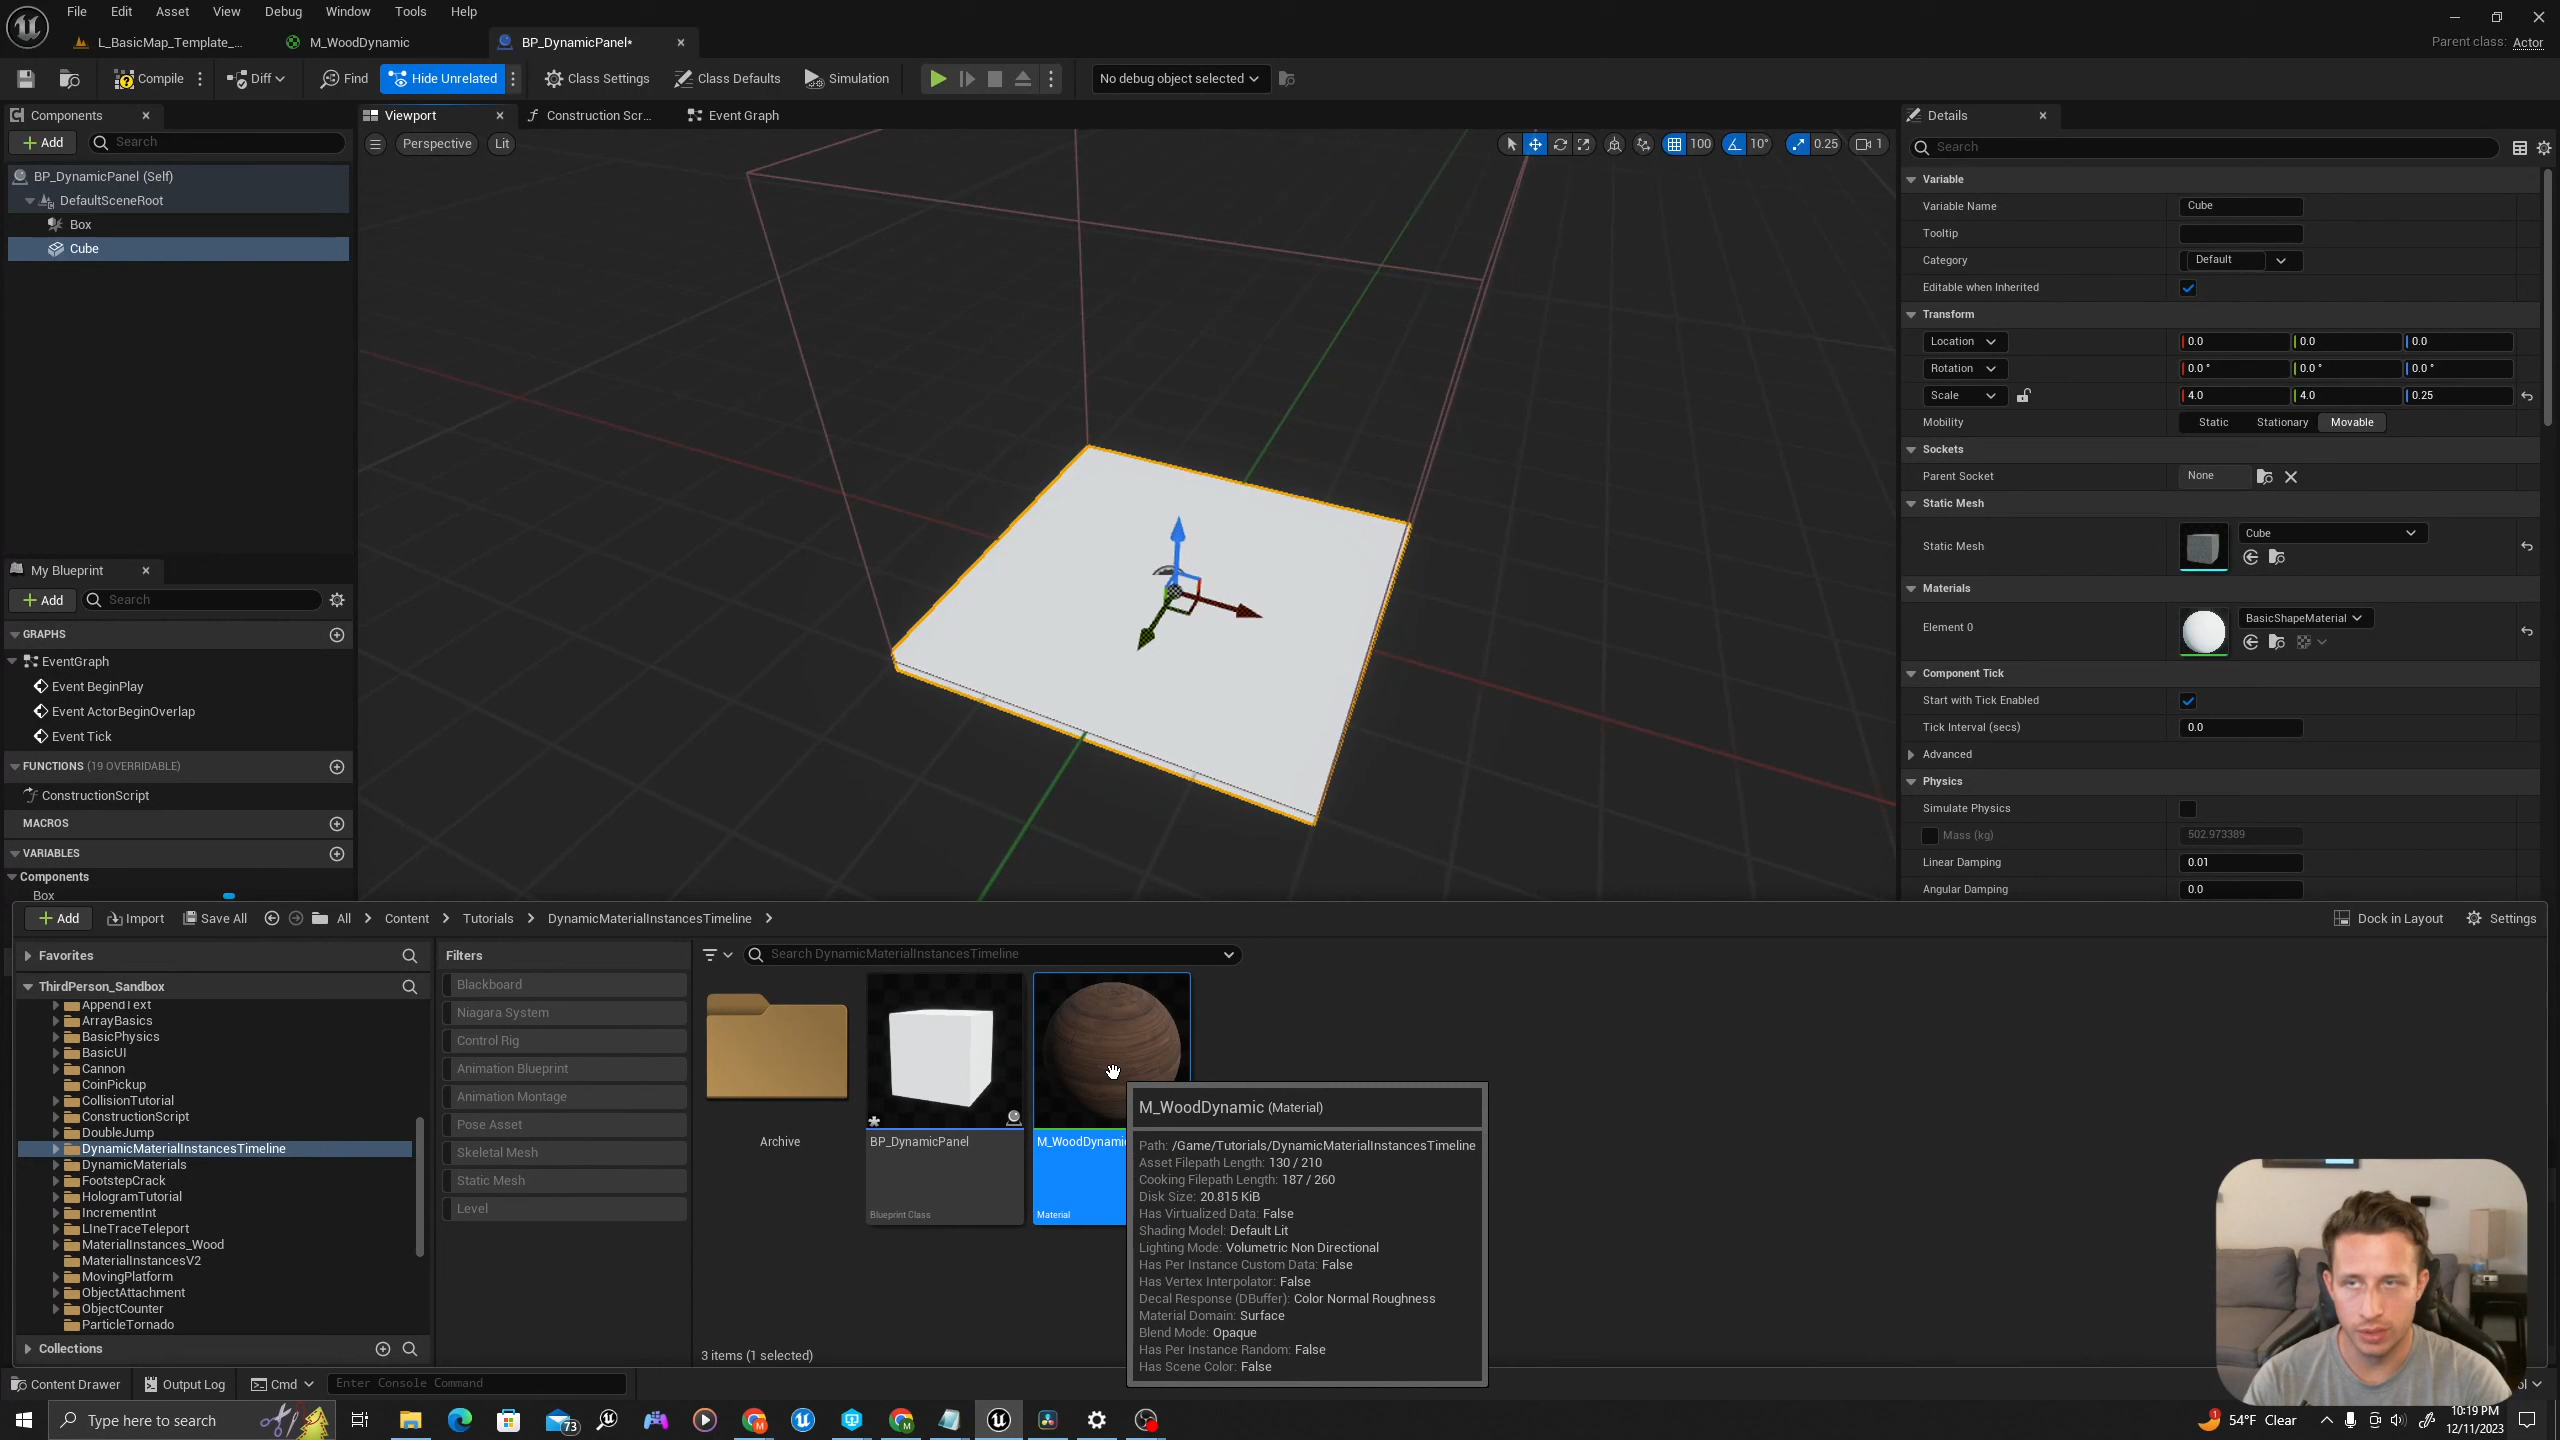 File Edit Asset View Debug Window Tools Help
L_BasicMap_Template_... M_WoodDynamic BP_DynamicPanel*
Parent class: Actor
Compile Diff Find Hide Unrelated Class Settings Class Defaults Simulation No debug object selected
Components
Add Search
BP_DynamicPanel (Self)
DefaultSceneRoot
Box
Cube
My Blueprint
Add Search
GRAPHS
EventGraph
Event BeginPlay
Event ActorBeginOverlap
Event Tick
FUNCTIONS (19 OVERRIDABLE)
ConstructionScript
MACROS
VARIABLES
Components
Box
Viewport Construction Scr... Event Graph
Perspective Lit
100 10° 0.25 1
Details
Search
Variable
Variable Name Cube
Tooltip
Category Default
Editable when Inherited
Transform
Location 0.0 0.0 0.0
Rotation 0.0 ° 0.0 ° 0.0 °
Scale 4.0 4.0 0.25
Mobility Static Stationary Movable
Sockets
Parent Socket None
Static Mesh
Static Mesh Cube
Materials
Element 0 BasicShapeMaterial
Component Tick
Start with Tick Enabled
Tick Interval (secs) 0.0
Advanced
Physics
Simulate Physics
Mass (kg) 502.973389
Linear Damping 0.01
Angular Damping 0.0
Add Import Save All All Content Tutorials DynamicMaterialInstancesTimeline
Dock in Layout Settings
Favorites
ThirdPerson_Sandbox
AppendText
ArrayBasics
BasicPhysics
BasicUI
Cannon
CoinPickup
CollisionTutorial
ConstructionScript
DoubleJump
DynamicMaterialInstancesTimeline
DynamicMaterials
FootstepCrack
HologramTutorial
IncrementInt
LIneTraceTeleport
MaterialInstances_Wood
MaterialInstancesV2
MovingPlatform
ObjectAttachment
ObjectCounter
ParticleTornado
Collections
Filters
Blackboard
Niagara System
Control Rig
Animation Blueprint
Animation Montage
Pose Asset
Skeletal Mesh
Static Mesh
Level
Search DynamicMaterialInstancesTimeline
Archive
BP_DynamicPanel
Blueprint Class
M_WoodDynamic
Material
3 items (1 selected)
M_WoodDynamic (Material)
Path: /Game/Tutorials/DynamicMaterialInstancesTimeline
Asset Filepath Length: 130 / 210
Cooking Filepath Length: 187 / 260
Disk Size: 20.815 KiB
Has Virtualized Data: False
Shading Model: Default Lit
Lighting Mode: Volumetric Non Directional
Has Per Instance Custom Data: False
Has Vertex Interpolator: False
Decal Response (DBuffer): Color Normal Roughness
Material Domain: Surface
Blend Mode: Opaque
Has Per Instance Random: False
Has Scene Color: False
Content Drawer Output Log Cmd Enter Console Command
Type here to search
73
1 54°F Clear
10:19 PM
12/11/2023